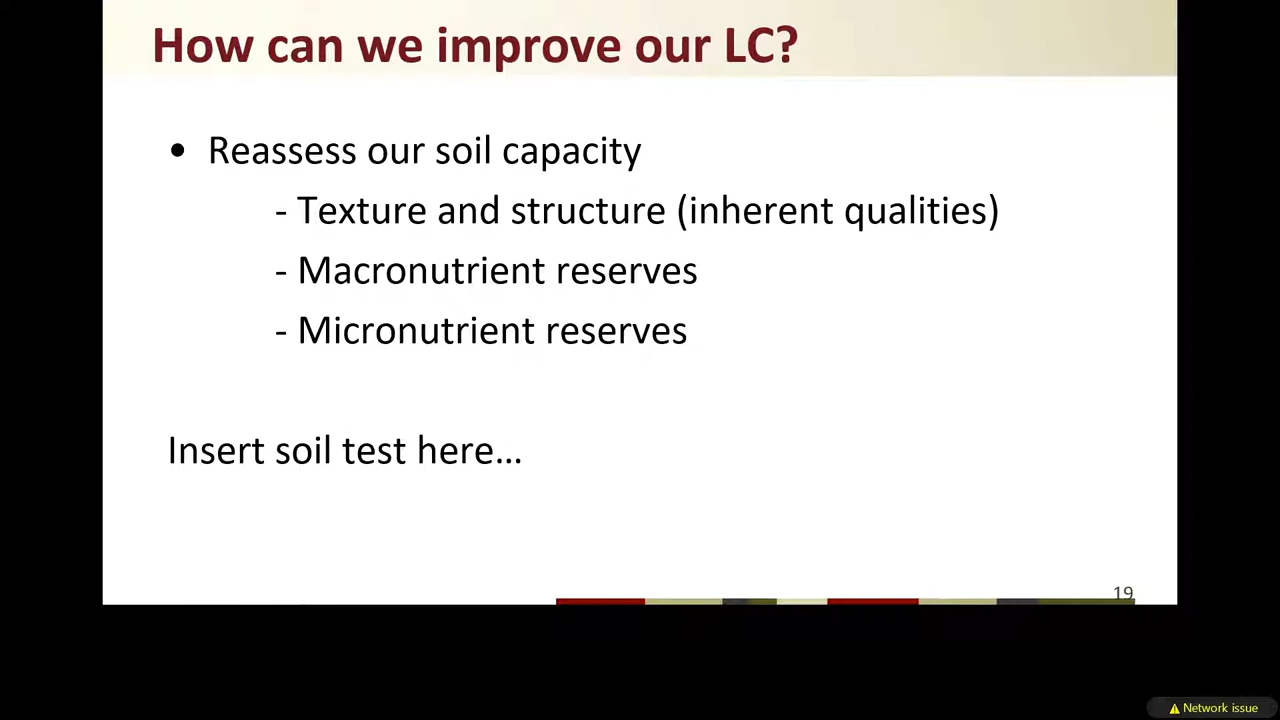 How can we improve our LC?
• Reassess our soil capacity
- Texture and structure (inherent qualities)
- Macronutrient reserves
- Micronutrient reserves
Insert soil test here…
19
Network issue